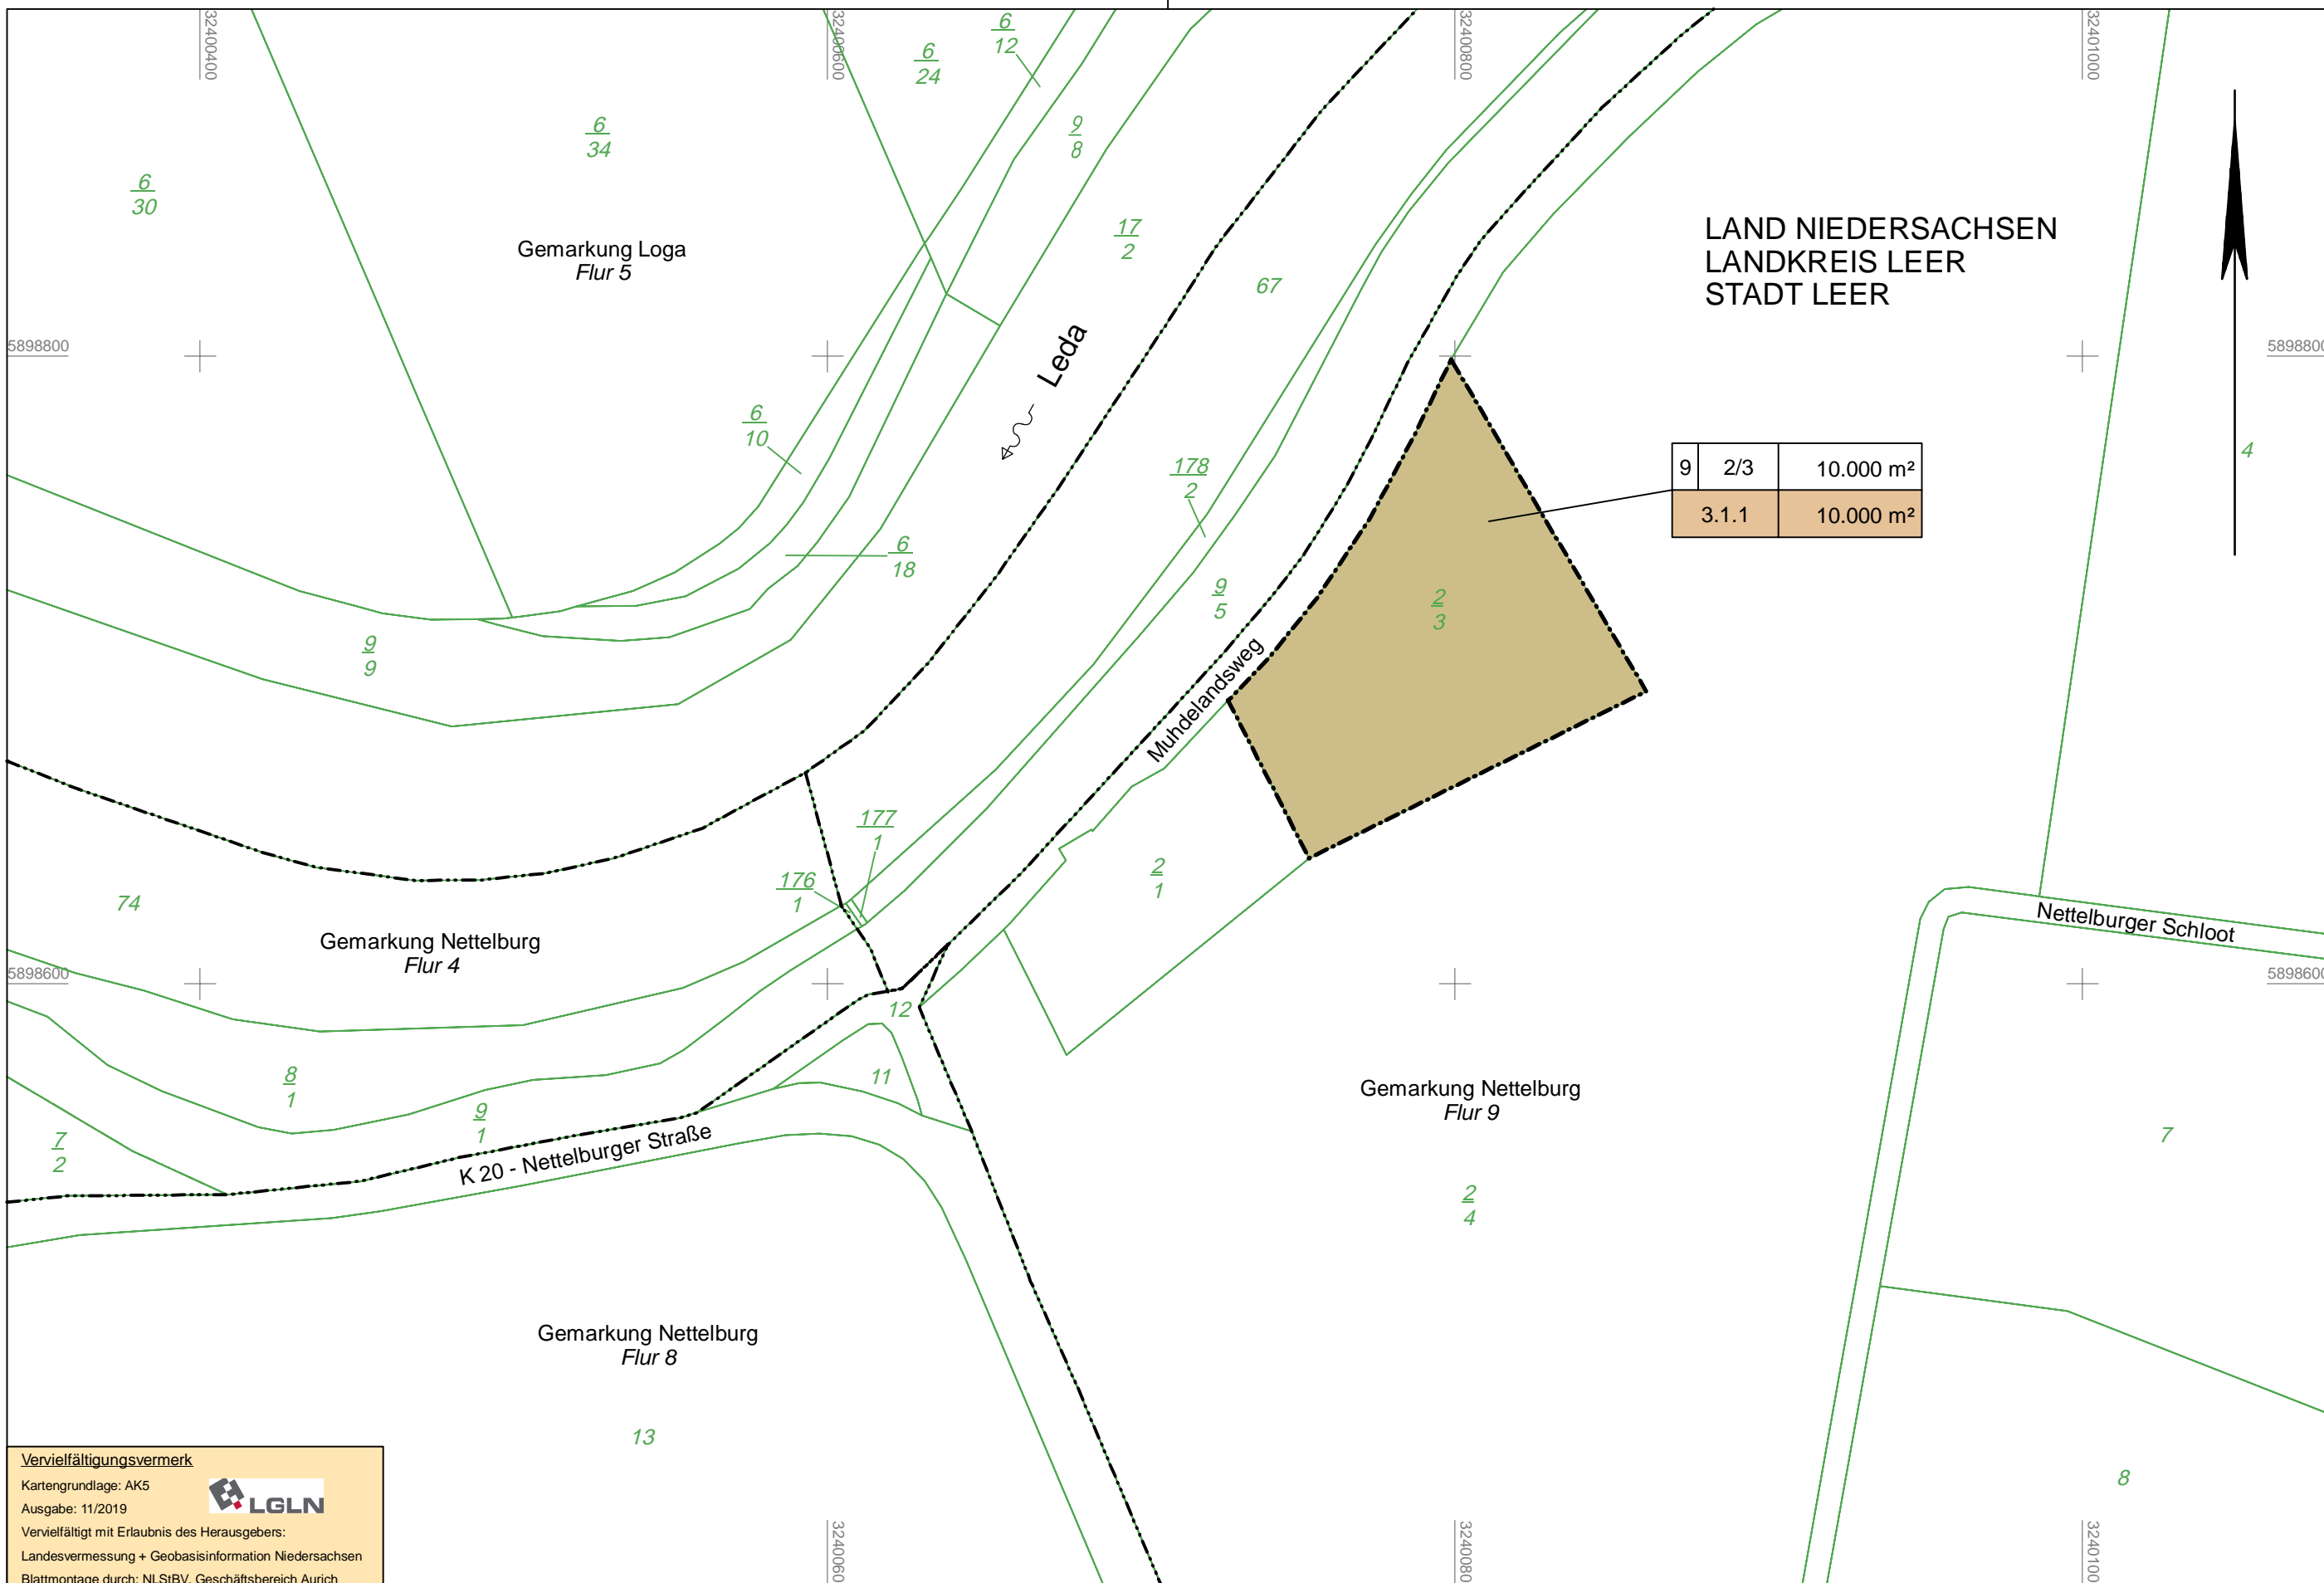 32400400
32400600
32400800
32401000
6
12
6
24
6
34
9
8
6
30
17
2
LAND NIEDERSACHSEN
LANDKREIS LEER
STADT LEER
Gemarkung Loga
Flur 5
67
5898800
5898800
Leda
6
10
4
178
2
9 2/3 10.000 m²
3.1.1 10.000 m²
6
18
9
5
2
3
9
9
Muhdelandsweg
177
1
176
1
2
1
74
Nettelburger Schloot
Gemarkung Nettelburg
Flur 4
5898600
5898600
12
8
1
11
9
1
Gemarkung Nettelburg
Flur 9
7
2
K 20 - Nettelburger Straße
7
2
4
Gemarkung Nettelburg
Flur 8
13
8
Vervielfältigungsvermerk
Kartengrundlage: AK5
LGLN
Ausgabe: 11/2019
Vervielfältigt mit Erlaubnis des Herausgebers:
Landesvermessung + Geobasisinformation Niedersachsen
Blattmontage durch: NLStBV, Geschäftsbereich Aurich
3240060
3240080
3240100